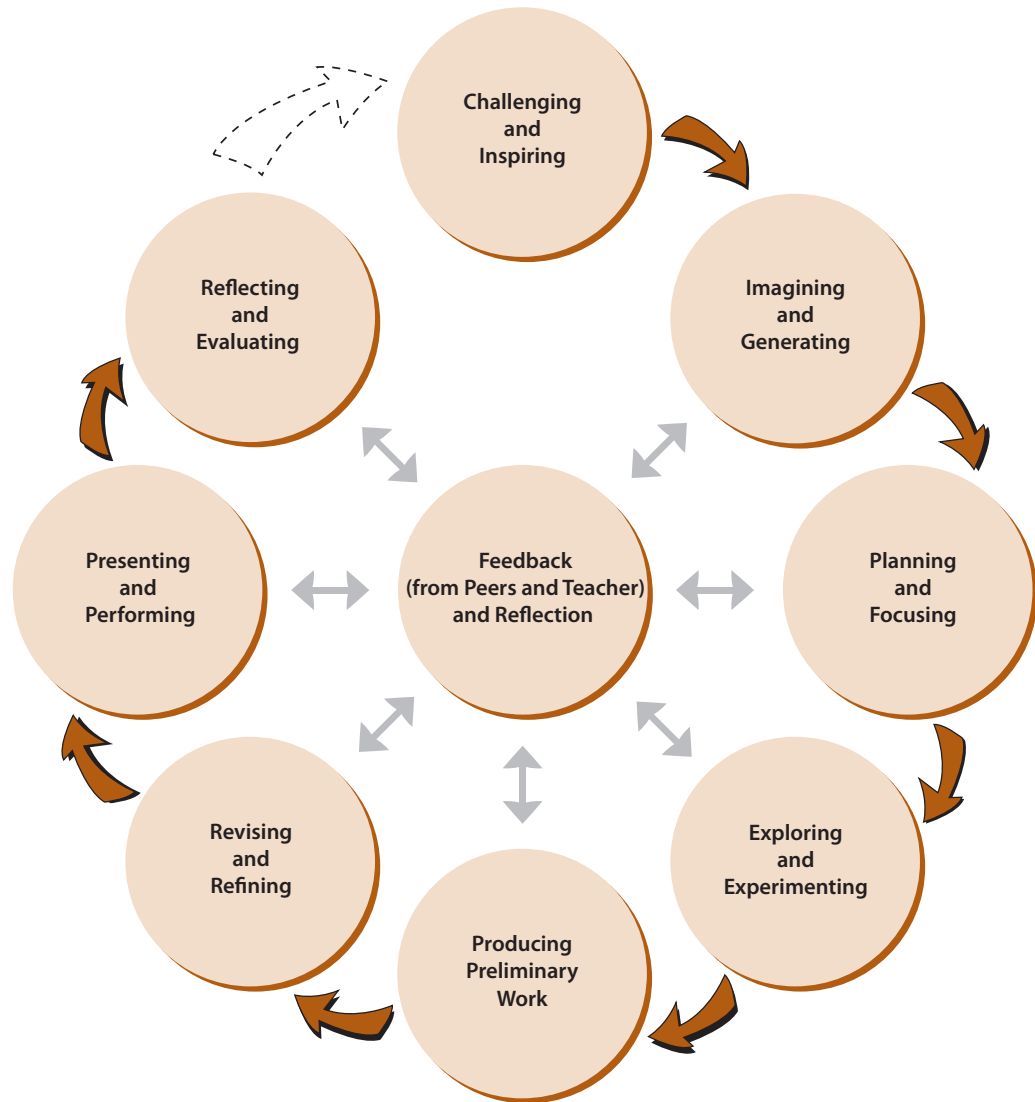 Challenging
and
Inspiring
Imagining
and
Generating
Planning
and
Focusing
Exploring
and
Experimenting
Producing
Preliminary
Work
Revising
and
Refining
Presenting
and
Performing
Reflecting
and
Evaluating
Feedback
(from Peers and Teacher)
and Reflection